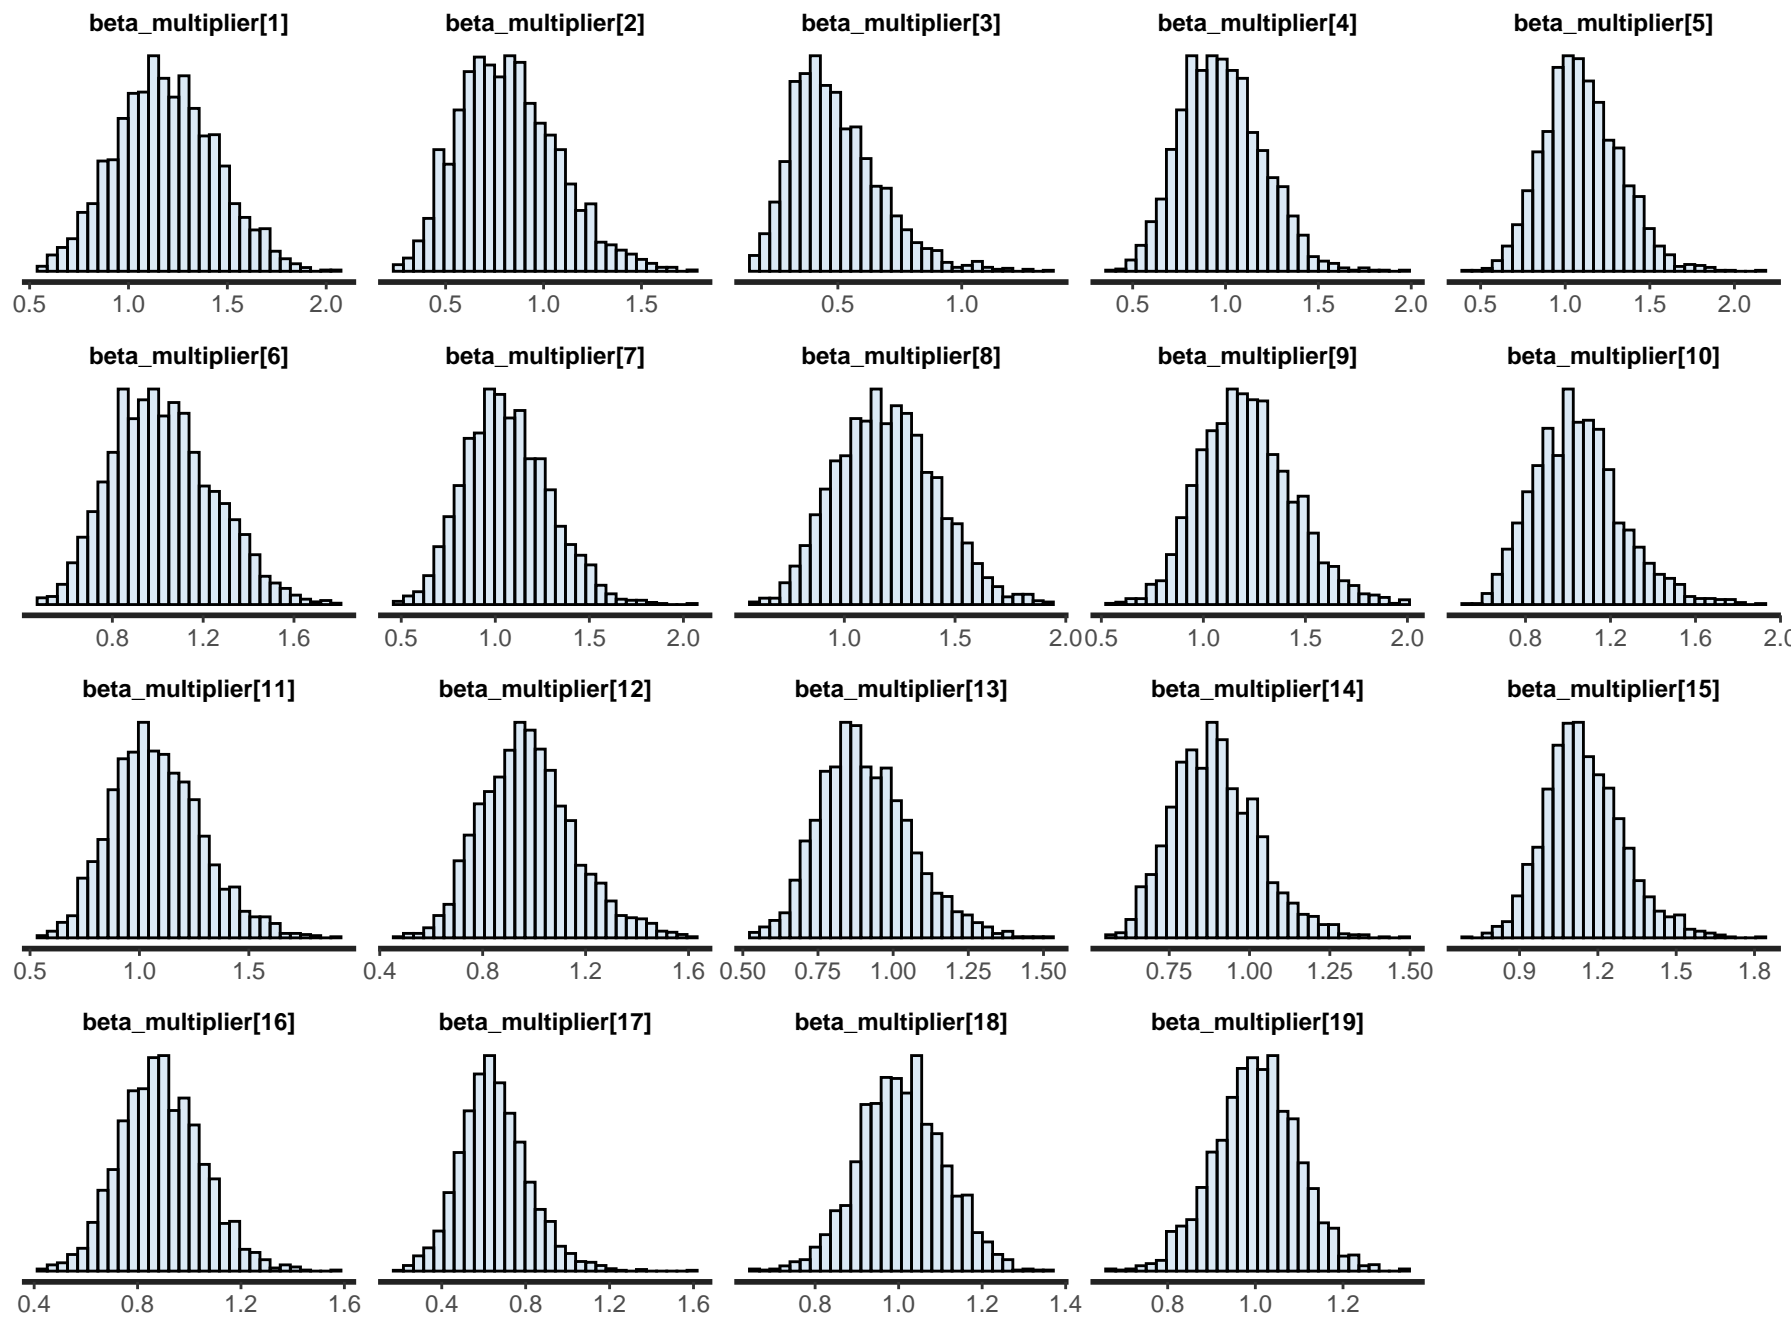 beta_multiplier[1] beta_multiplier[2] beta_multiplier[3] beta_multiplier[4] beta_multiplier[5]
0.5 1.0 1.5 2.0 0.5 1.0 1.5 0.5 1.0 0.5 1.0 1.5 2.0 0.5 1.0 1.5 2.0
beta_multiplier[6] beta_multiplier[7] beta_multiplier[8] beta_multiplier[9] beta_multiplier[10]
0.8 1.2 1.6 0.5 1.0 1.5 2.0 1.0 1.5 2.0 0.5 1.0 1.5 2.0 0.8 1.2 1.6 2.0
beta_multiplier[11] beta_multiplier[12] beta_multiplier[13] beta_multiplier[14] beta_multiplier[15]
0.5 1.0 1.5 0.4 0.8 1.2 1.6 0.50 0.75 1.00 1.25 1.50 0.75 1.00 1.25 1.50 0.9 1.2 1.5 1.8
beta_multiplier[16] beta_multiplier[17] beta_multiplier[18] beta_multiplier[19]
0.4 0.8 1.2 1.6 0.4 0.8 1.2 1.6 0.8 1.0 1.2 1.4 0.8 1.0 1.2